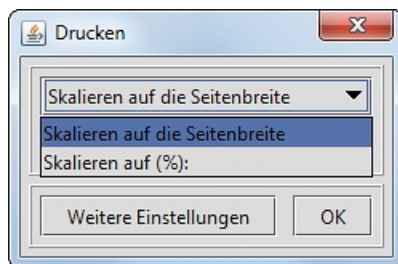 Drucken
Skalieren auf die Seitenbreite
Skalieren auf die Seitenbreite
Skalieren auf (%):
Weitere Einstellungen OK